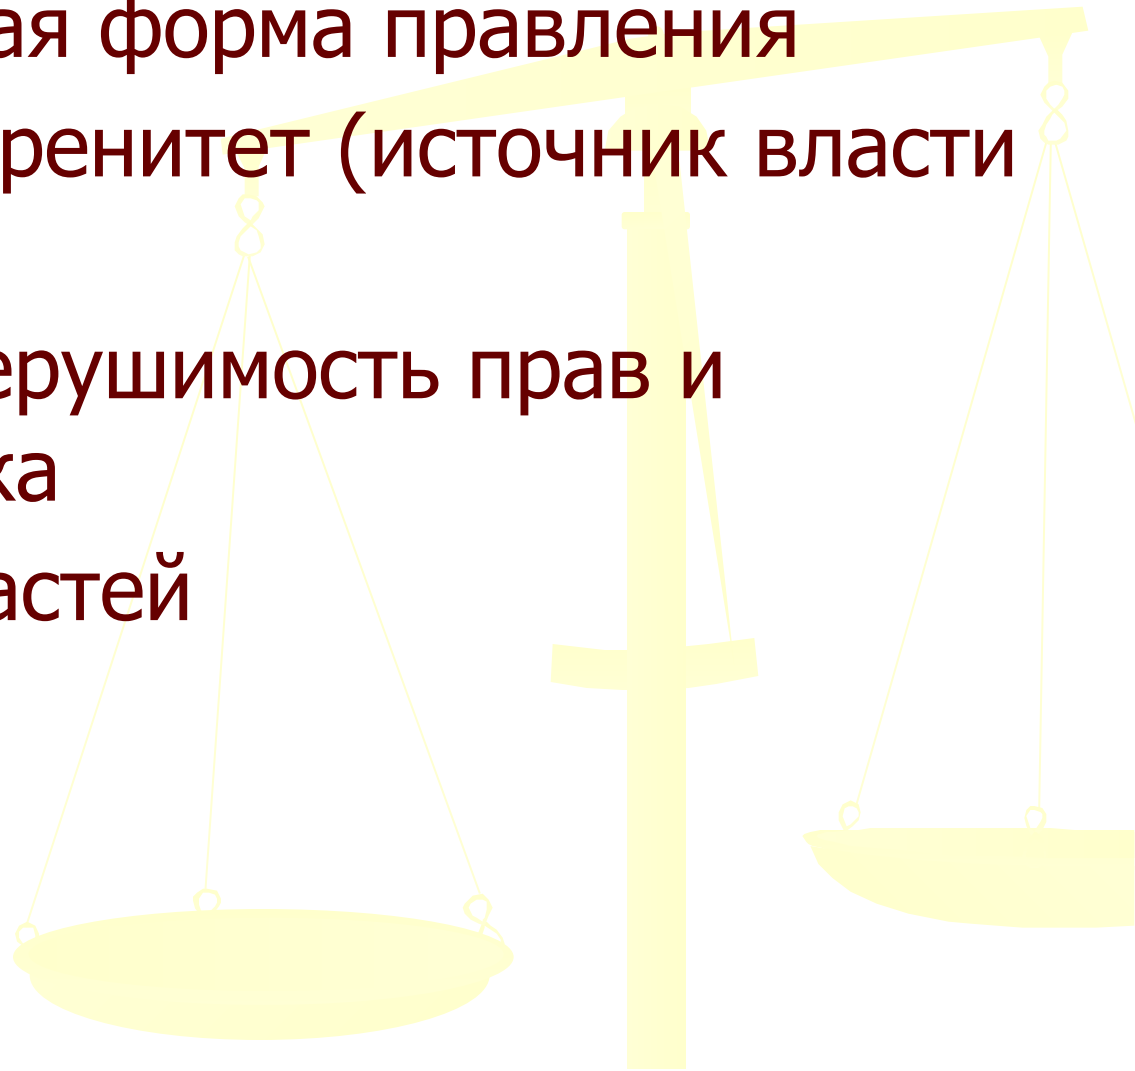 ая форма правления
ренитет (источник власти
ерушимость прав и
ка
астей